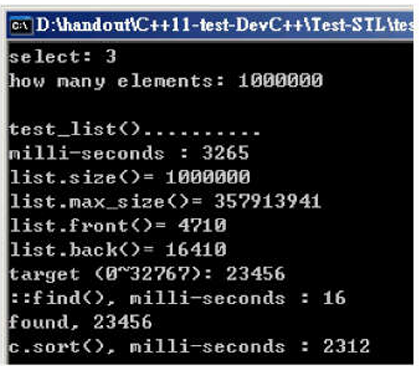 D:\handout\C++11-test-DevC++\Test-STL\tes
select: 3
how many elements: 1000000
test_list()..........
milli-seconds : 3265
list.size()= 1000000
list.max_size()= 357913941
list.front()= 4710
list.back()= 16410
target (0~32767): 23456
::find(), milli-seconds : 16
found, 23456
c.sort(), milli-seconds : 2312